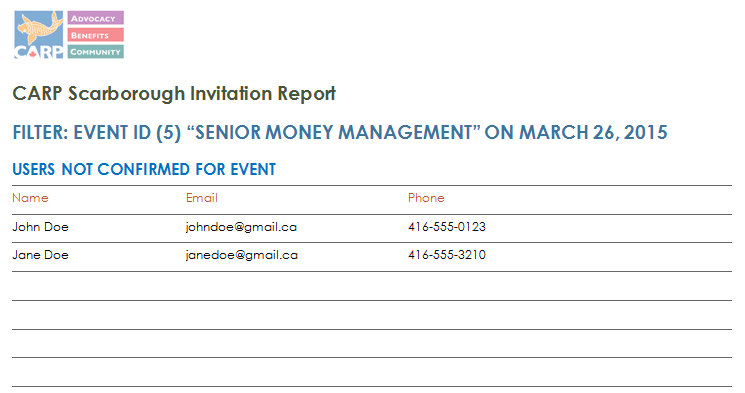 ADVOCACY
BENEFITS
CARP COMMUNITY
CARP Scarborough Invitation Report
FILTER: EVENT ID (5) “SENIOR MONEY MANAGEMENT” ON MARCH 26, 2015
USERS NOT CONFIRMED FOR EVENT
Name Email Phone
John Doe johndoe@gmail.ca 416-555-0123
Jane Doe janedoe@gmail.ca 416-555-3210